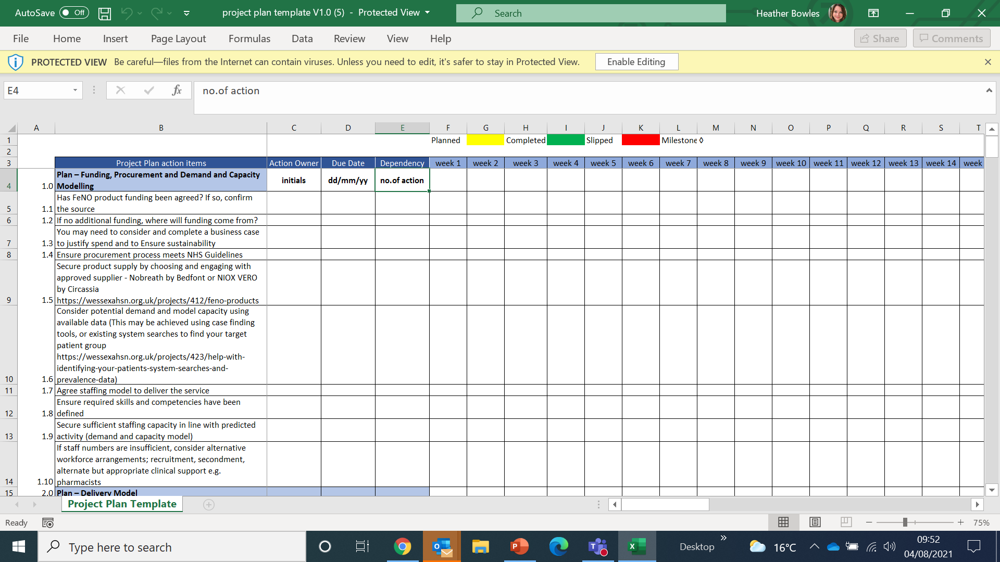 AutoSave Off project plan template V1.0 (5) - Protected View Search Heather Bowles
File Home Insert Page Layout Formulas Data Review View Help Share Comments
PROTECTED VIEW Be careful—files from the Internet can contain viruses. Unless you need to edit, it's safer to stay in Protected View. Enable Editing
E4 fx no.of action
A B C D E F G H I J K L M N O P Q R S T
1 Planned Completed Slipped Milestone ◊
2
3 Project Plan action items Action Owner Due Date Dependency week 1 week 2 week 3 week 4 week 5 week 6 week 7 week 8 week 9 week 10 week 11 week 12 week 13 week 14 week
Plan – Funding, Procurement and Demand and Capacity
4 1.0 Modelling initials dd/mm/yy no.of action
Has FeNO product funding been agreed? If so, confirm
5 1.1 the source
6 1.2 If no additional funding, where will funding come from?
You may need to consider and complete a business case
7 1.3 to justify spend and to Ensure sustainability
8 1.4 Ensure procurement process meets NHS Guidelines
Secure product supply by choosing and engaging with
approved supplier - Nobreath by Bedfont or NIOX VERO
by Circassia
9 1.5 https://wessexahsn.org.uk/projects/412/feno-products
Consider potential demand and model capacity using
available data (This may be achieved using case finding
tools, or existing system searches to find your target
patient group
https://wessexahsn.org.uk/projects/423/help-with-
identifying-your-patients-system-searches-and-
10 1.6 prevalence-data)
11 1.7 Agree staffing model to deliver the service
Ensure required skills and competencies have been
12 1.8 defined
Secure sufficient staffing capacity in line with predicted
13 1.9 activity (demand and capacity model)
If staff numbers are insufficient, consider alternative
workforce arrangements; recruitment, secondment,
alternate but appropriate clinical support e.g.
14 1.10 pharmacists
15 2.0 Plan – Delivery Model
Project Plan Template
Ready 75%
Type here to search Desktop 16°C 09:52
04/08/2021